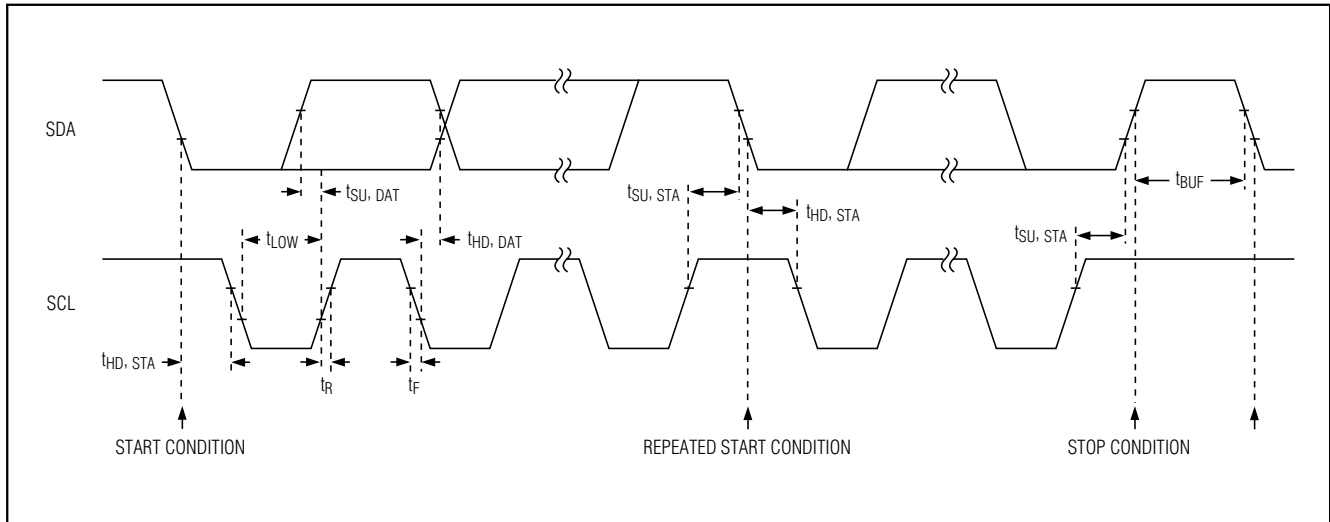 SDA
tSU, DAT
tSU, STA
tBUF
tHD, STA
tLOW
tHD, DAT
tSU, STA
SCL
tHD, STA
tR
tF
START CONDITION
REPEATED START CONDITION
STOP CONDITION